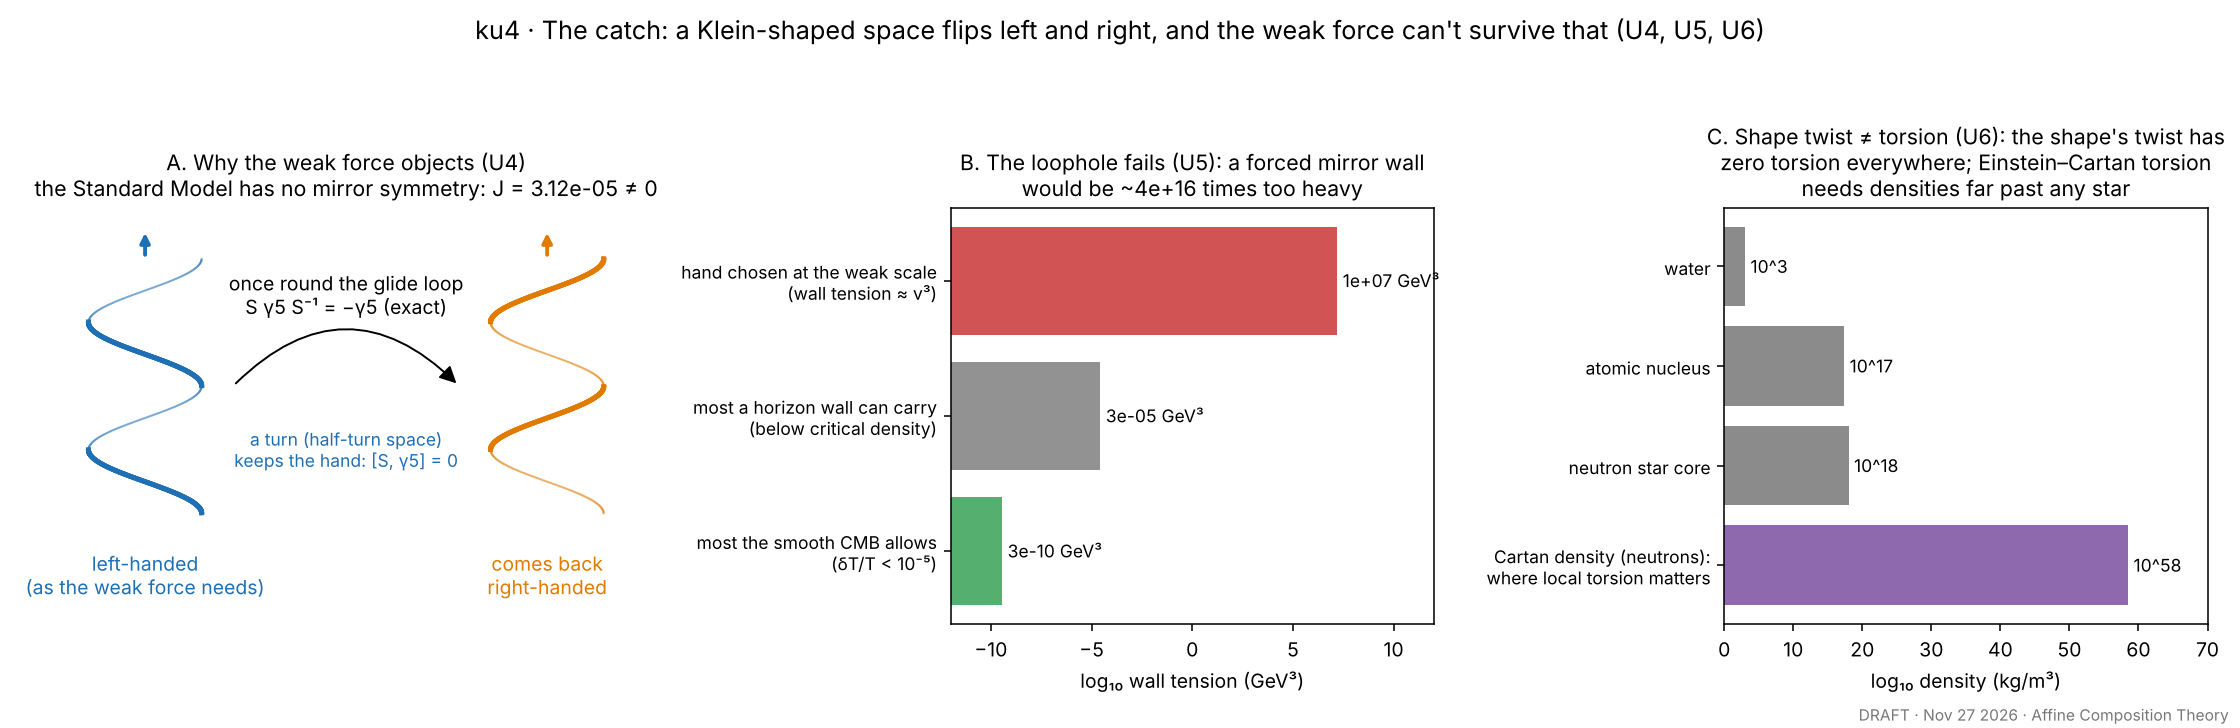 ku4 · The catch: a Klein-shaped space flips left and right, and the weak force can't survive that (U4, U5, U6)
A. Why the weak force objects (U4)
the Standard Model has no mirror symmetry: J = 3.12e-05 ≠ 0
once round the glide loop
S γ5 S⁻¹ = −γ5 (exact)
a turn (half-turn space)
keeps the hand: [S, γ5] = 0
left-handed
(as the weak force needs)
comes back
right-handed
B. The loophole fails (U5): a forced mirror wall
would be ~4e+16 times too heavy
hand chosen at the weak scale
(wall tension ≈ v³)
1e+07 GeV³
most a horizon wall can carry
(below critical density)
3e-05 GeV³
most the smooth CMB allows
(δT/T < 10⁻⁵)
3e-10 GeV³
−10 −5 0 5 10
log₁₀ wall tension (GeV³)
C. Shape twist ≠ torsion (U6): the shape's twist has
zero torsion everywhere; Einstein–Cartan torsion
needs densities far past any star
water
10^3
atomic nucleus
10^17
neutron star core
10^18
Cartan density (neutrons):
where local torsion matters
10^58
0 10 20 30 40 50 60 70
log₁₀ density (kg/m³)
DRAFT · Nov 27 2026 · Affine Composition Theory